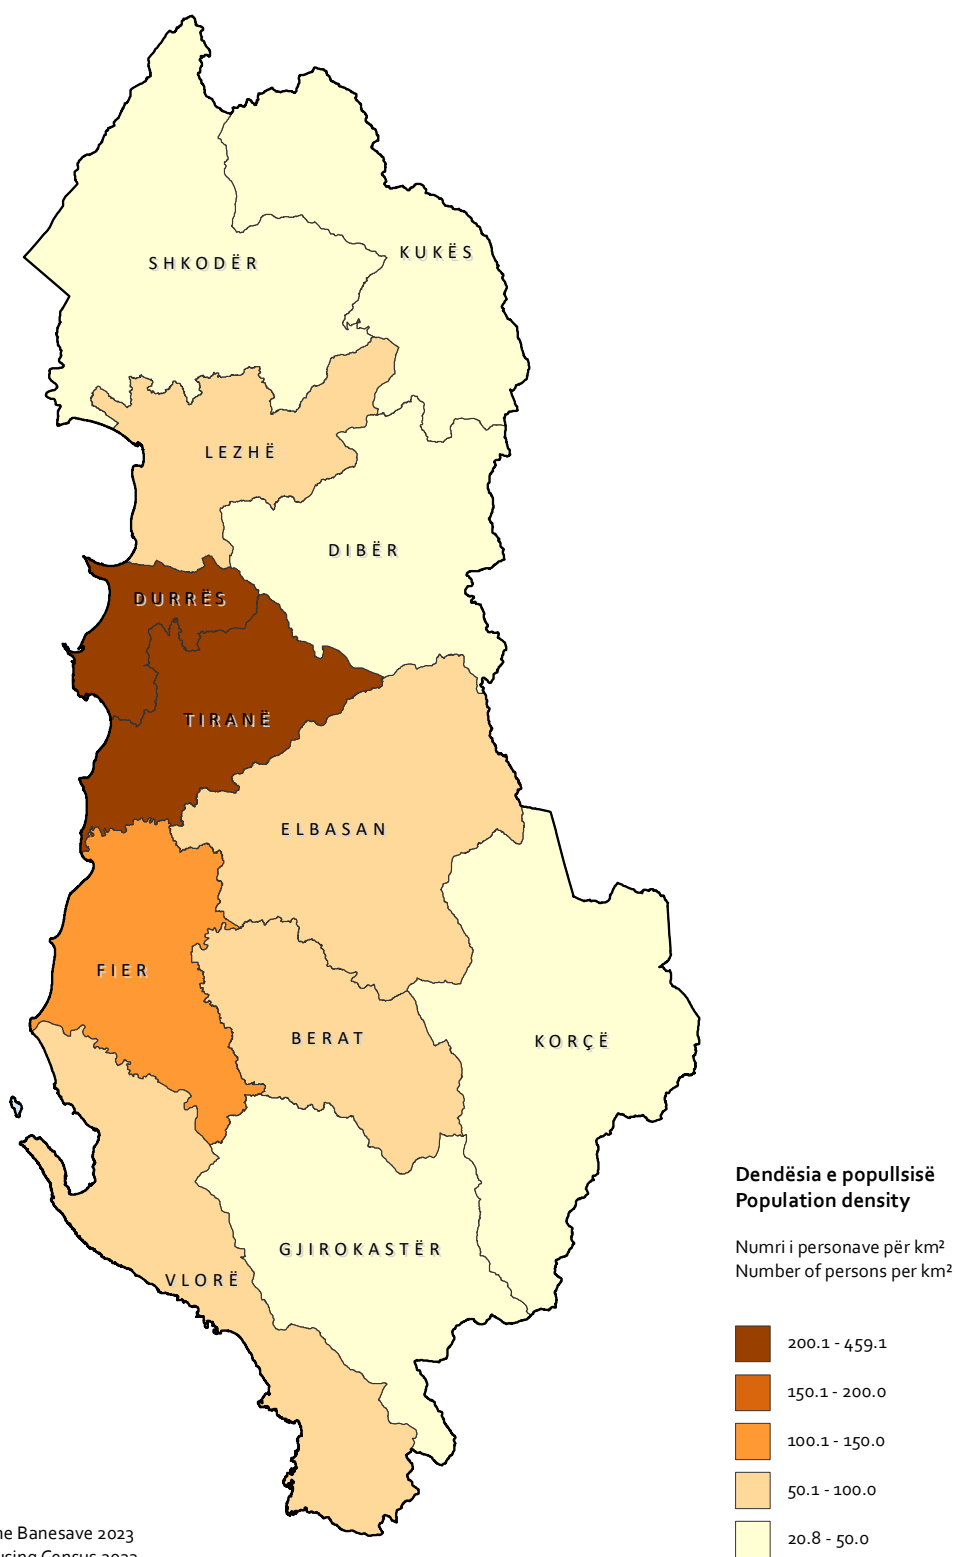 SHKODËR
KUKËS
LEZHË
DIBËR
DURRËS
TIRANË
ELBASAN
FIER
BERAT
KORÇË
GJIROKASTËR
VLORË
Dendësia e popullsisë
Population density
Numri i personave për km²
Number of persons per km²
200.1 - 459.1
150.1 - 200.0
100.1 - 150.0
50.1 - 100.0
20.8 - 50.0
Banesave 2023
Census 2023